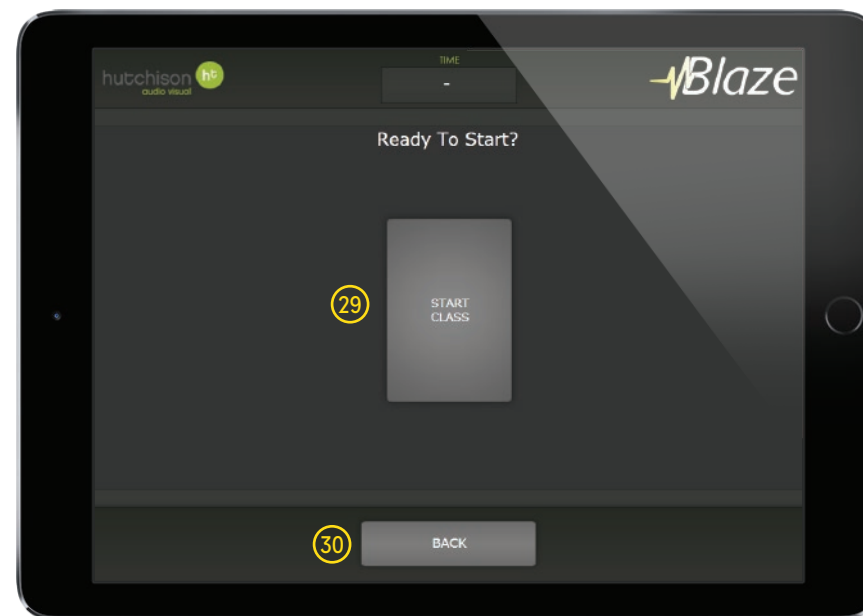 hutchison ht
audio visual
TIME
-
Blaze
Ready To Start?
29
START
CLASS
30
BACK